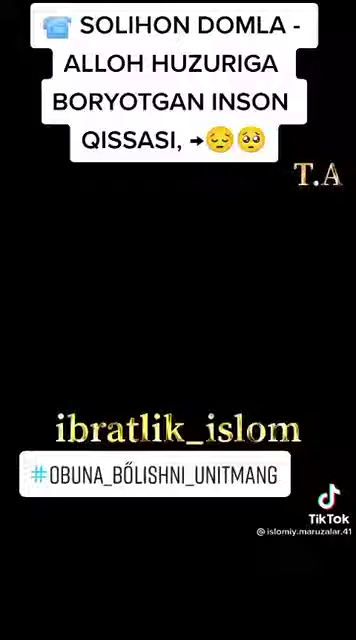 🕋 SOLIHON DOMLA -
ALLOH HUZURIGA
BORYOTGAN INSON
QISSASI, ➜😔🥺
T.A
ibratlik_islom
#OBUNA_BŐLISHNI_UNITMANG
TikTok
@islomiy.maruzalar.41